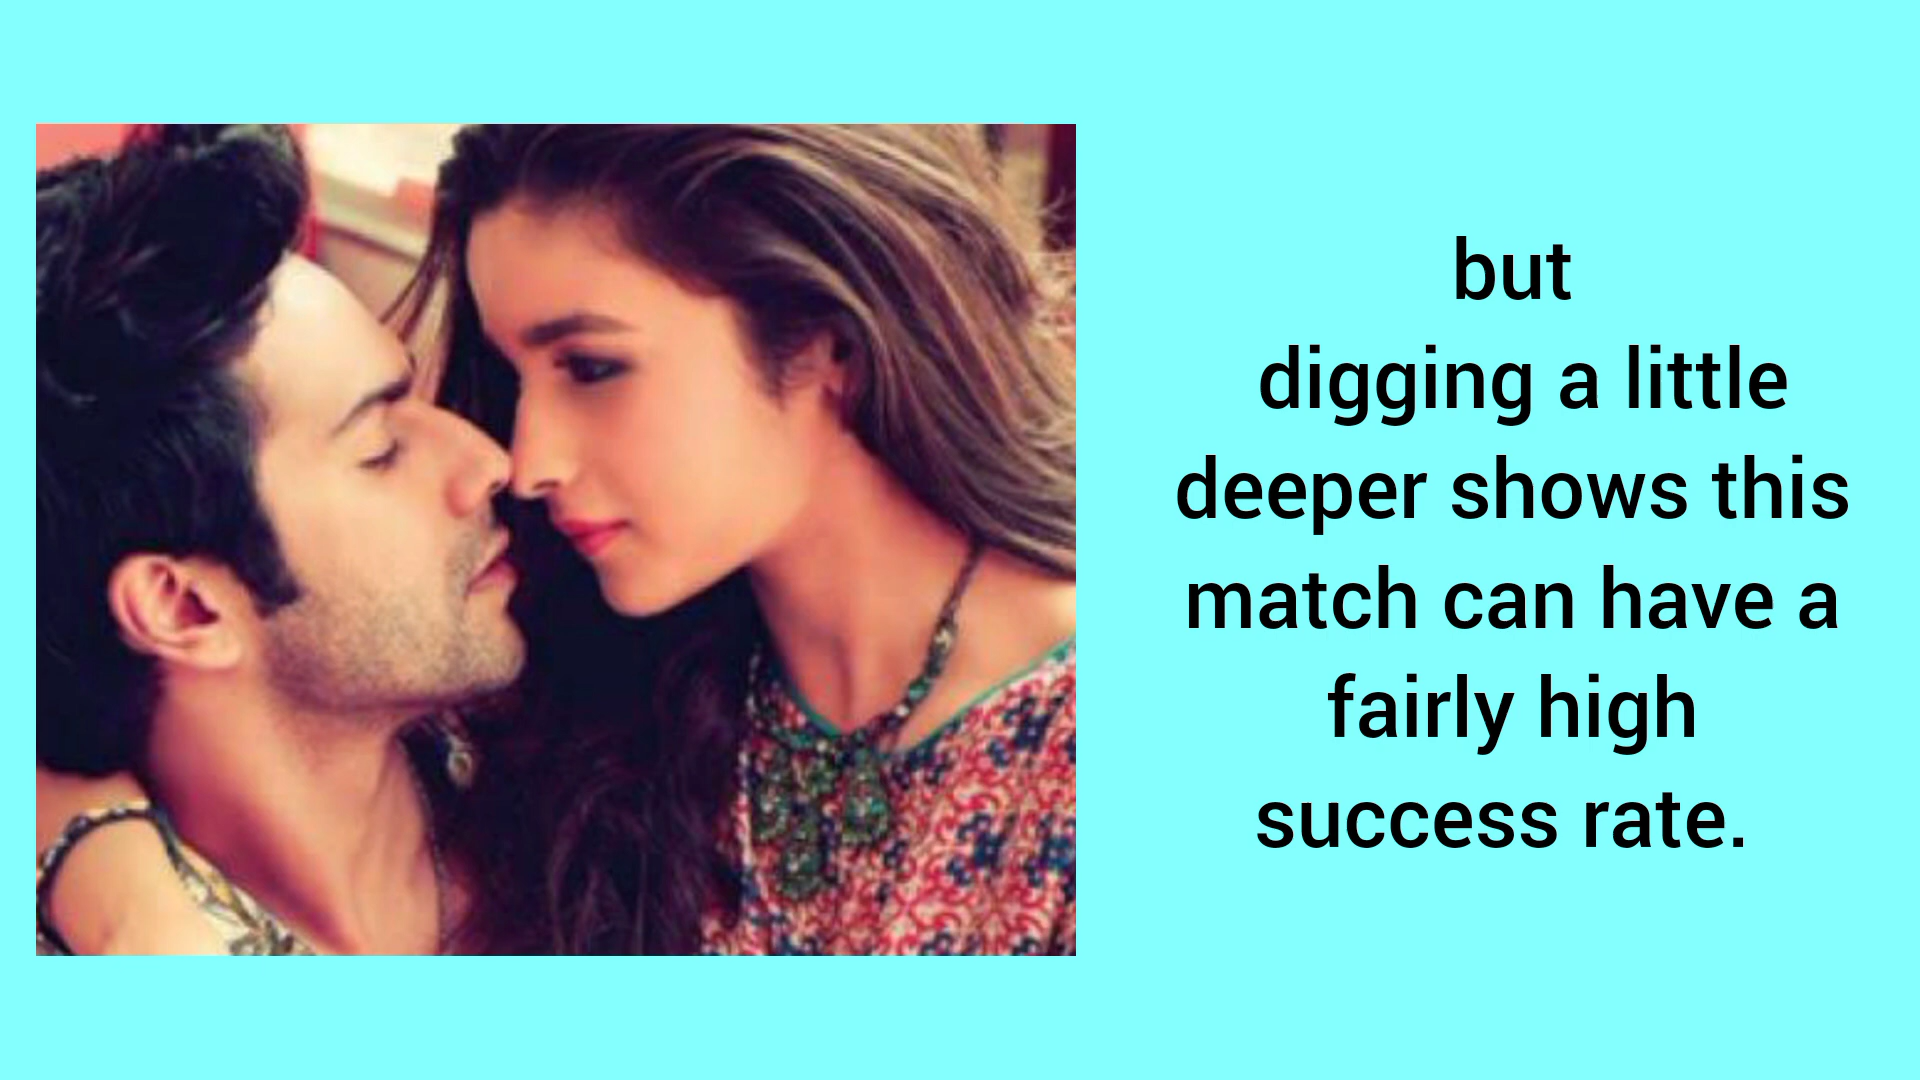 but
digging a little
deeper shows this
match can have a
fairly high
success rate.